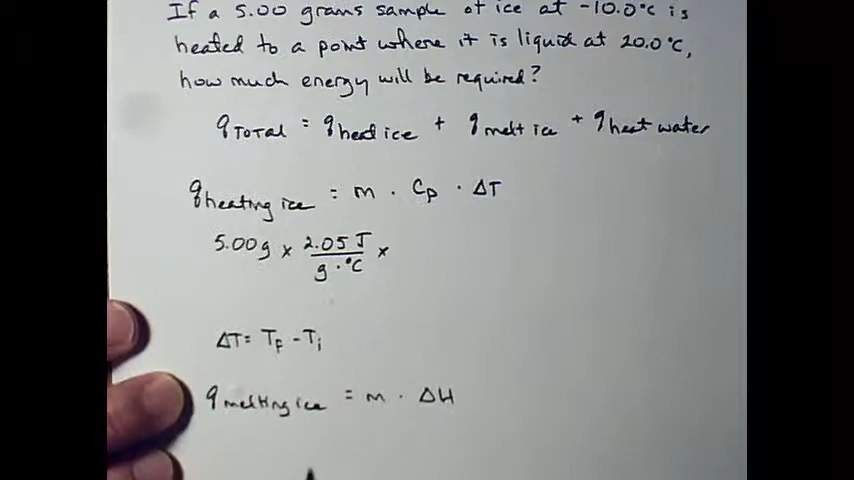 If a 5.00 grams sample of ice at -10.0°C is
heated to a point where it is liquid at 20.0°C,
how much energy will be required?
qTOTAL = qheat ice + qmelt ice + qheat water
qheating ice = m · Cp · ΔT
5.00g x 2.05 J / g·°C x
ΔT = TF - Ti
qmelting ice = m · ΔH